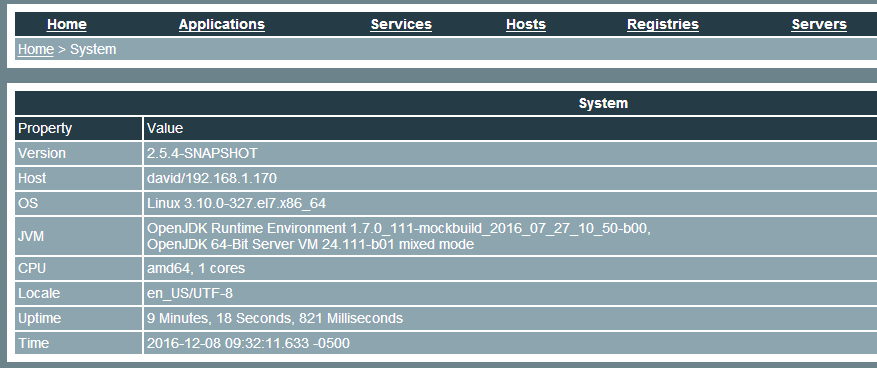 Home Applications Services Hosts Registries Servers
Home > System
System
Property Value
Version 2.5.4-SNAPSHOT
Host david/192.168.1.170
OS Linux 3.10.0-327.el7.x86_64
JVM OpenJDK Runtime Environment 1.7.0_111-mockbuild_2016_07_27_10_50-b00,
OpenJDK 64-Bit Server VM 24.111-b01 mixed mode
CPU amd64, 1 cores
Locale en_US/UTF-8
Uptime 9 Minutes, 18 Seconds, 821 Milliseconds
Time 2016-12-08 09:32:11.633 -0500